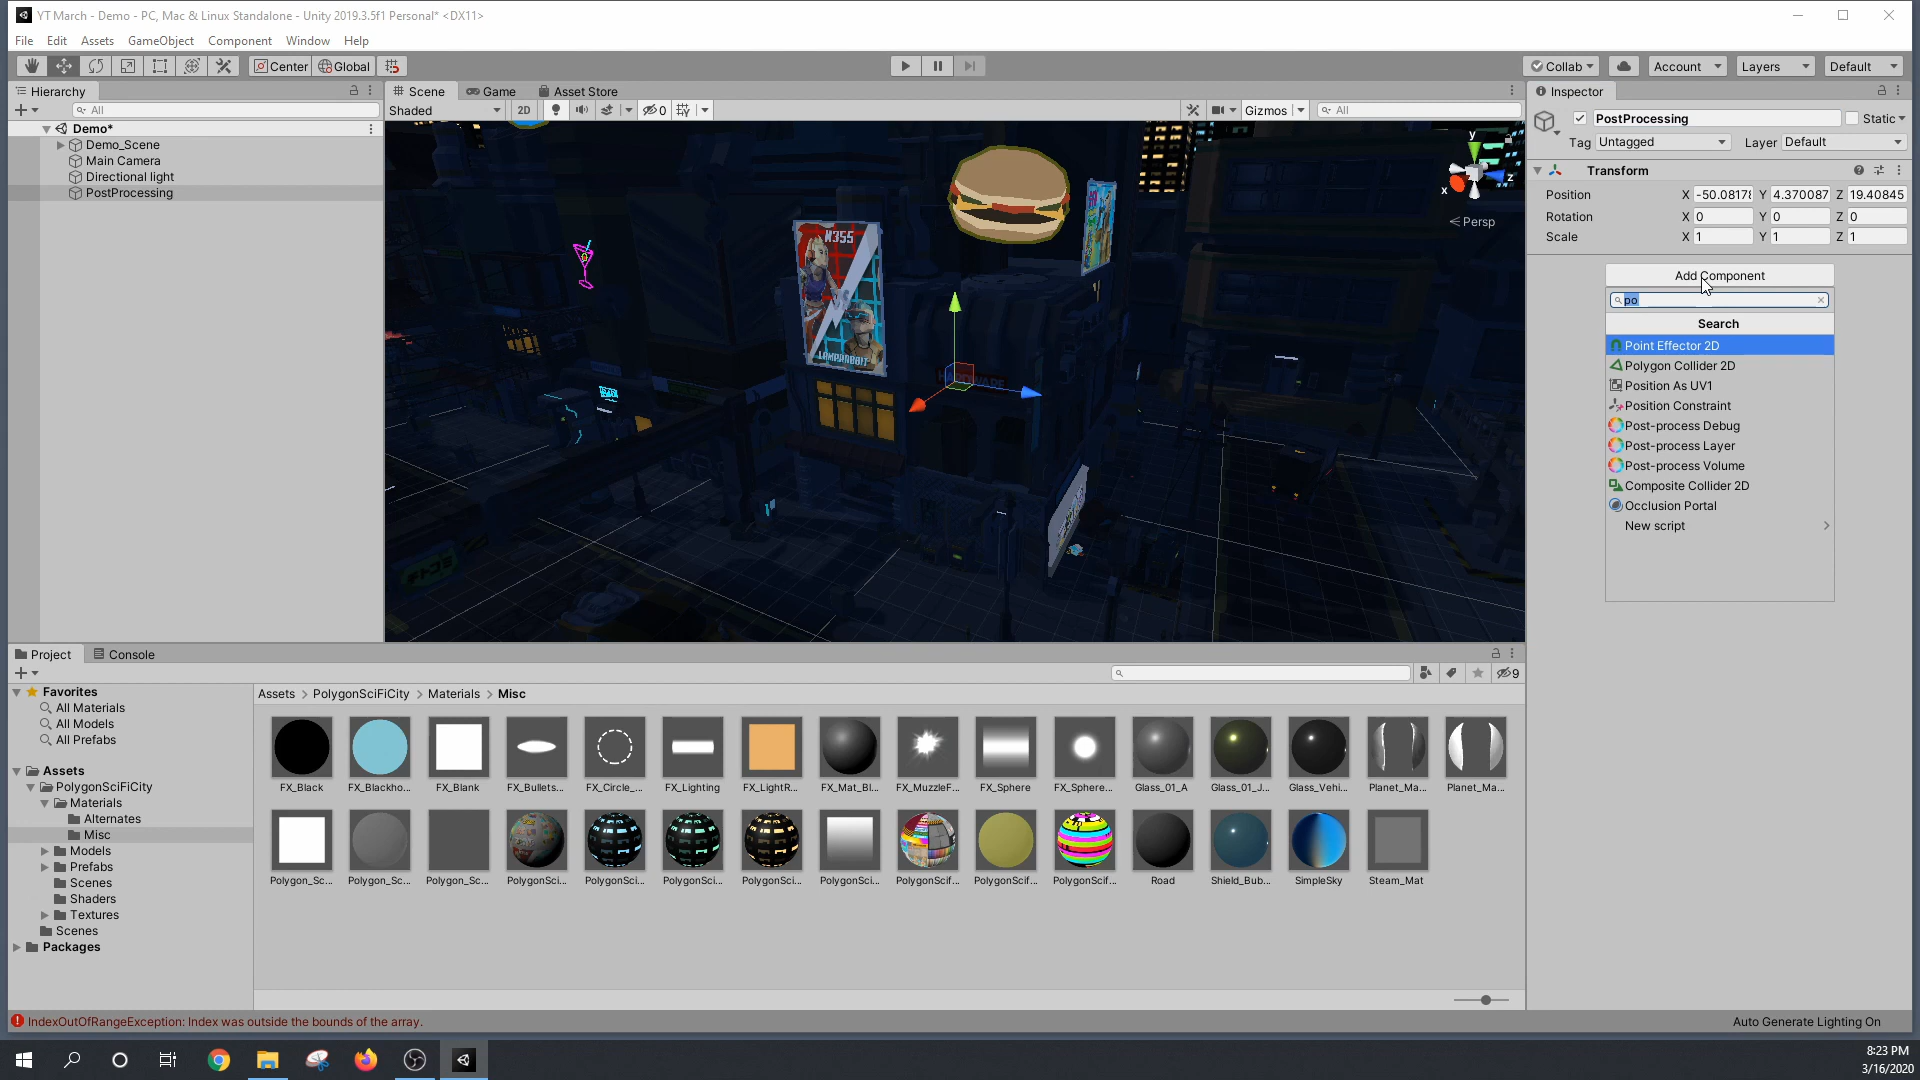 YT March - Demo - PC, Mac & Linux Standalone - Unity 2019.3.5f1 Personal* <DX11>
File Edit Assets GameObject Component Window Help
Center Global
Collab Account Layers Default
Hierarchy
All
Demo*
Demo_Scene
Main Camera
Directional light
PostProcessing
Scene Game Asset Store
Shaded 2D 0 Gizmos All
N355
VS
LAMPRABBIT
HARDWARE
y
x
z
Persp
Inspector
PostProcessing Static
Tag Untagged Layer Default
Transform
Position X -50.08178 Y 4.370087 Z 19.40845
Rotation X 0 Y 0 Z 0
Scale X 1 Y 1 Z 1
Add Component
po
Search
Point Effector 2D
Polygon Collider 2D
Position As UV1
Position Constraint
Post-process Debug
Post-process Layer
Post-process Volume
Composite Collider 2D
Occlusion Portal
New script
Project Console
9
Favorites
All Materials
All Models
All Prefabs
Assets
PolygonSciFiCity
Materials
Alternates
Misc
Models
Prefabs
Scenes
Shaders
Textures
Scenes
Packages
Assets > PolygonSciFiCity > Materials > Misc
FX_Black FX_Blackho... FX_Blank FX_Bullets... FX_Circle_... FX_Lighting FX_LightR... FX_Mat_Bl... FX_MuzzleF... FX_Sphere FX_Sphere... Glass_01_A Glass_01_J... Glass_Vehi... Planet_Ma... Planet_Ma...
Polygon_Sc... Polygon_Sc... Polygon_Sc... PolygonSci... PolygonSci... PolygonSci... PolygonSci... PolygonSci... PolygonScif... PolygonScif... PolygonScif... Road Shield_Bub... SimpleSky Steam_Mat
IndexOutOfRangeException: Index was outside the bounds of the array.
Auto Generate Lighting On
8:23 PM
3/16/2020